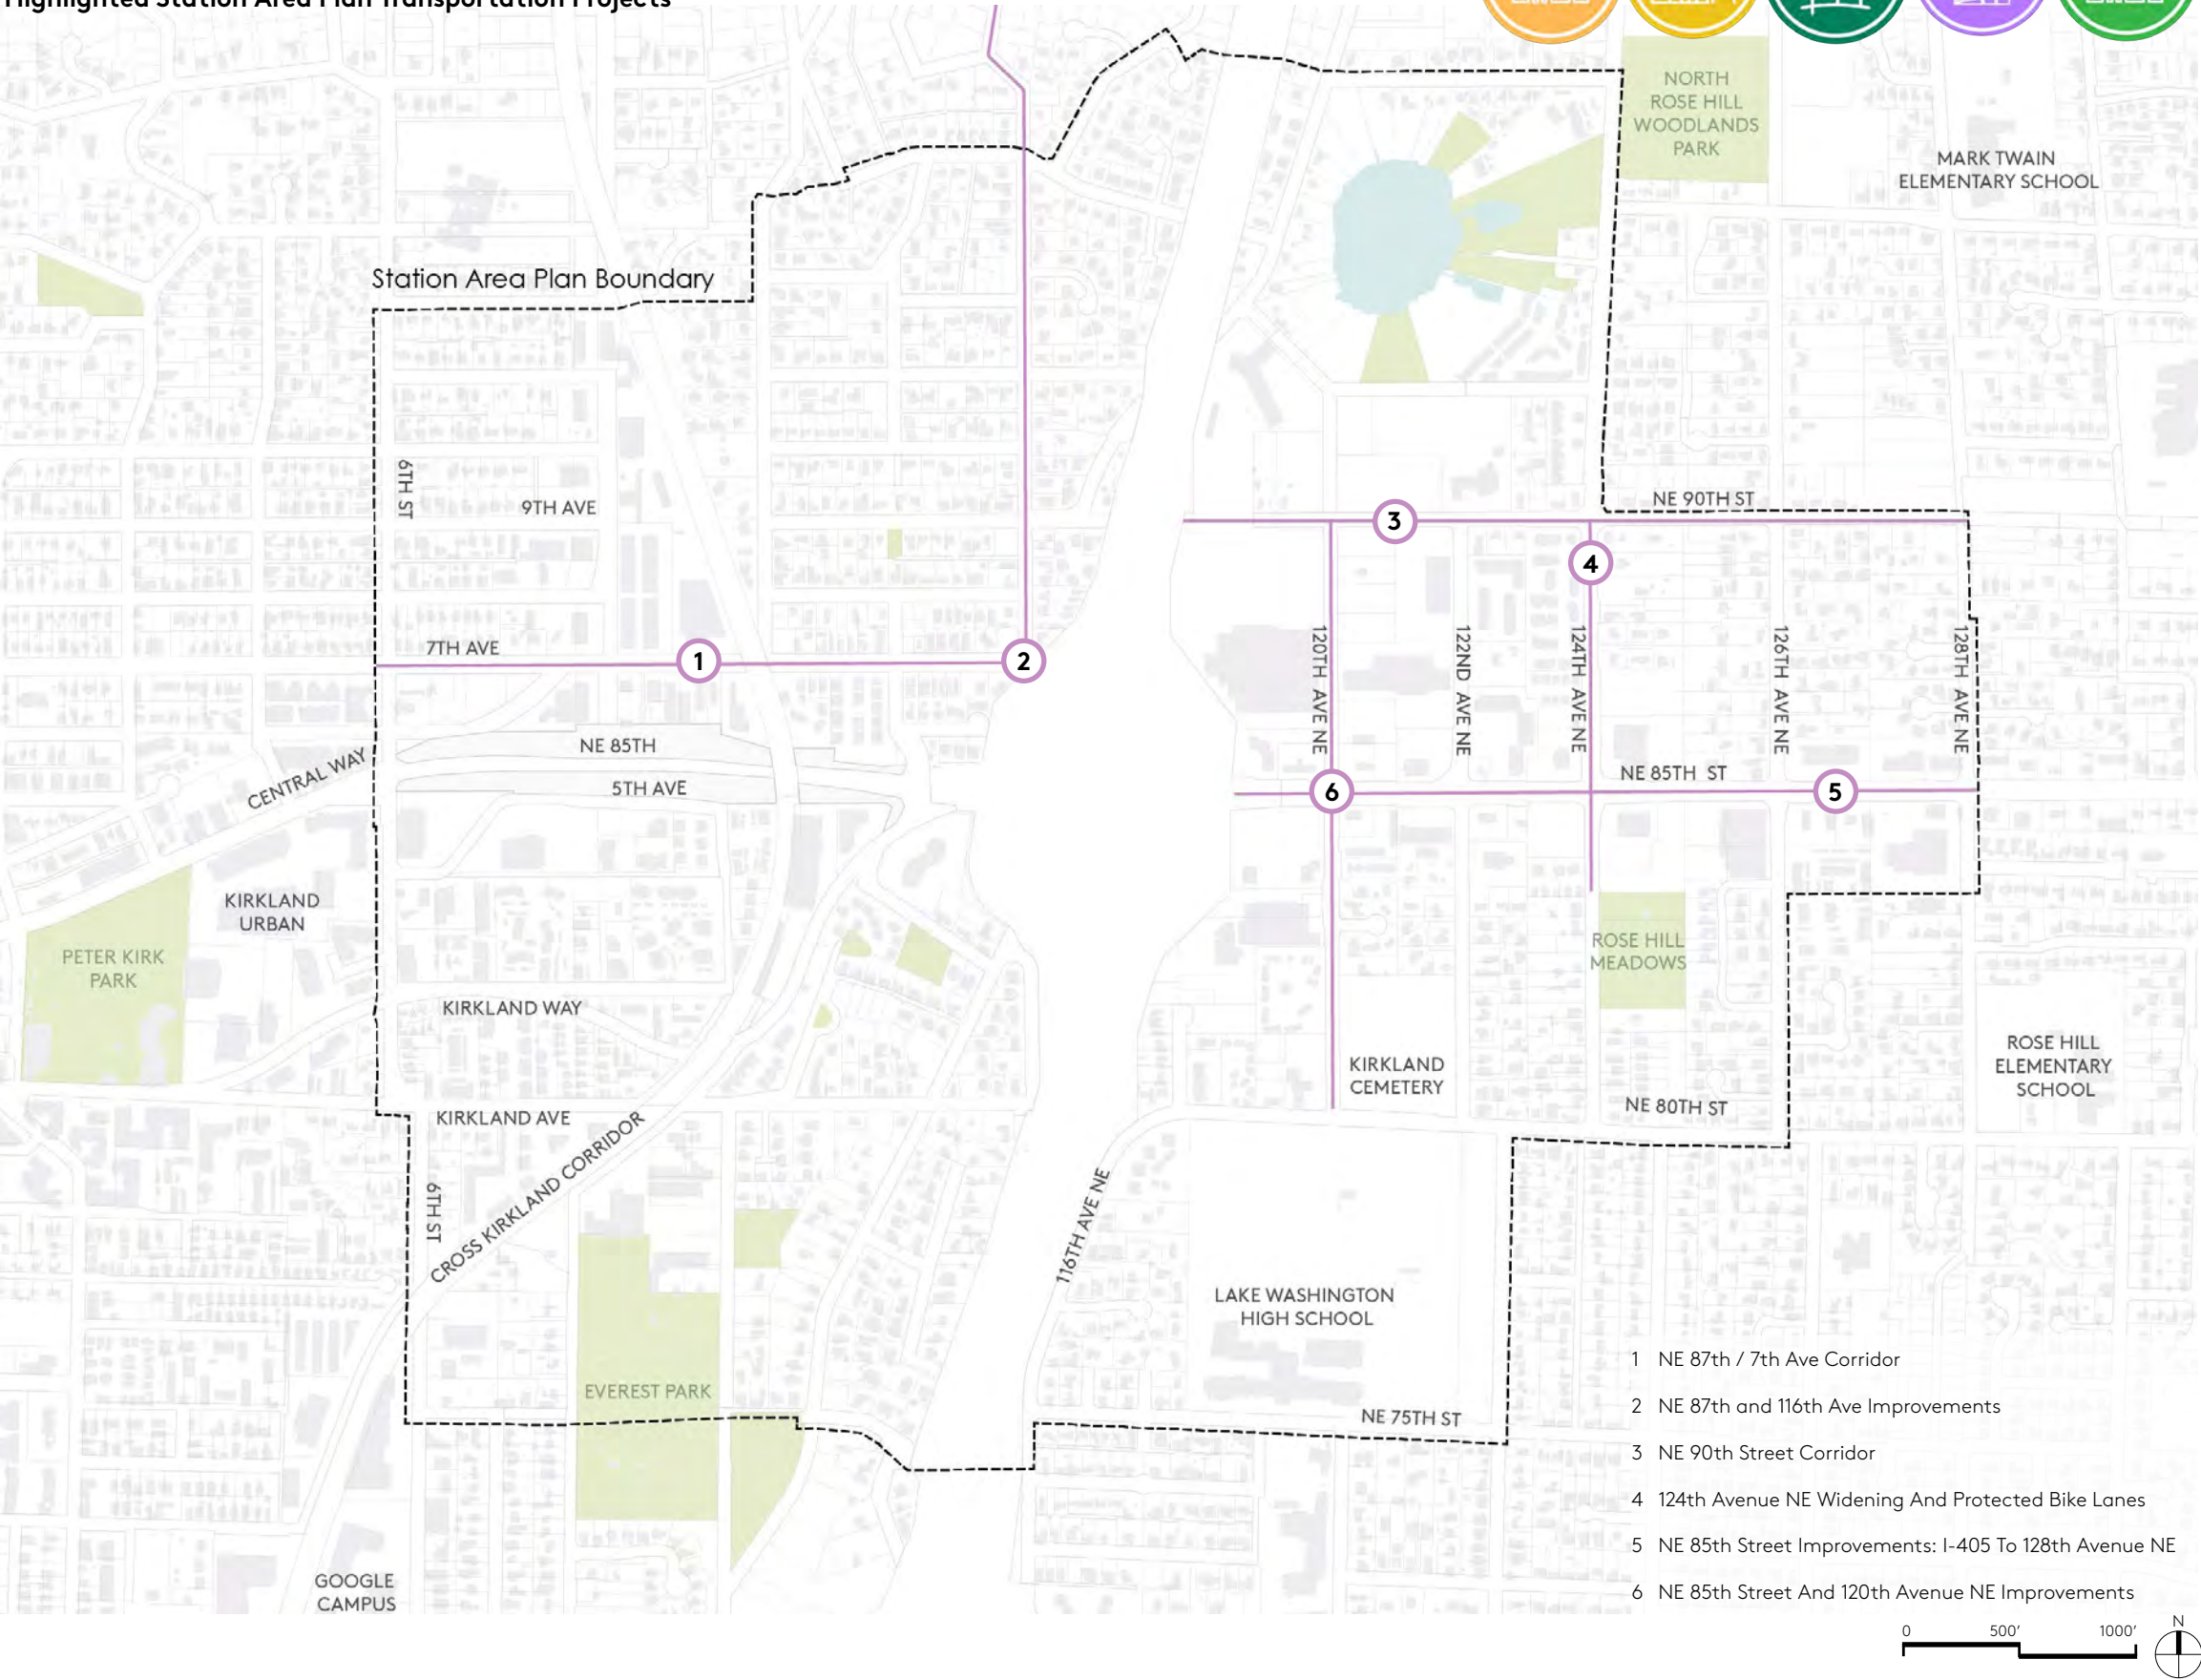 Highlighted Station Area Plan Transportation Projects
NORTH
ROSE HILL
WOODLANDS
PARK
MARK TWAIN
ELEMENTARY SCHOOL
Station Area Plan Boundary
6TH ST
9TH AVE
NE 90TH ST
3
4
7TH AVE
1
2
120TH AVE NE
122ND AVE NE
124TH AVE NE
126TH AVE NE
128TH AVE NE
NE 85TH
5TH AVE
CENTRAL WAY
NE 85TH ST
6
5
KIRKLAND
URBAN
PETER KIRK
PARK
ROSE HILL
MEADOWS
KIRKLAND WAY
KIRKLAND
CEMETERY
ROSE HILL
ELEMENTARY
SCHOOL
KIRKLAND AVE
NE 80TH ST
6TH ST
CROSS KIRKLAND CORRIDOR
116TH AVE NE
LAKE WASHINGTON
HIGH SCHOOL
EVEREST PARK
NE 75TH ST
GOOGLE
CAMPUS
1 NE 87th / 7th Ave Corridor
2 NE 87th and 116th Ave Improvements
3 NE 90th Street Corridor
4 124th Avenue NE Widening And Protected Bike Lanes
5 NE 85th Street Improvements: I-405 To 128th Avenue NE
6 NE 85th Street And 120th Avenue NE Improvements
0 500' 1000'
N